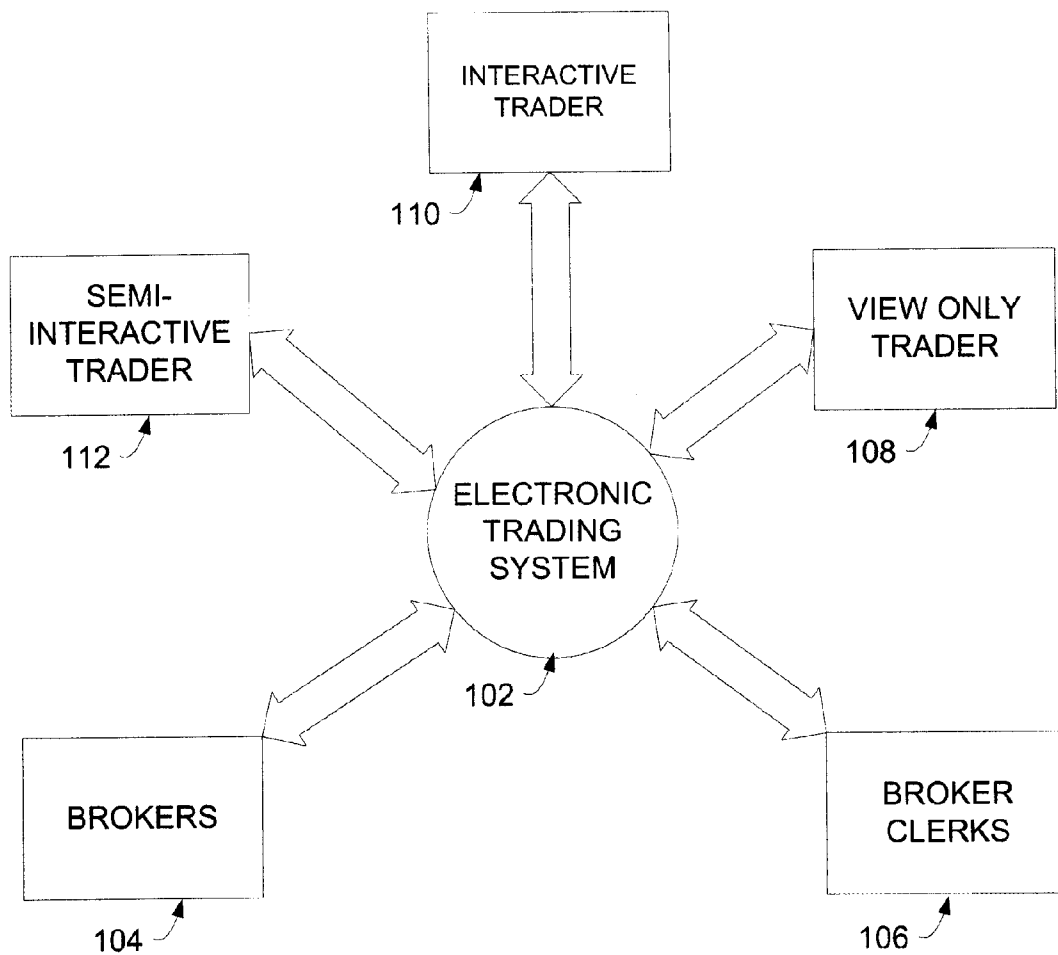 INTERACTIVE
TRADER
110
SEMI-
INTERACTIVE
TRADER
112
VIEW ONLY
TRADER
108
ELECTRONIC
TRADING
SYSTEM
102
BROKERS
104
BROKER
CLERKS
106